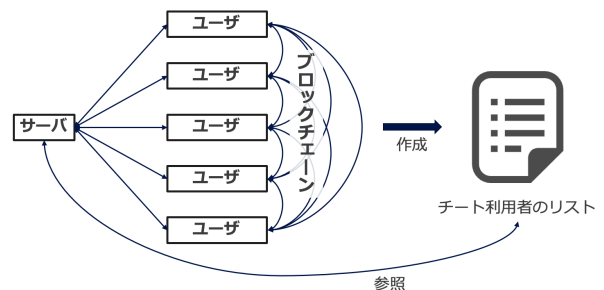 ユーザ
ユーザ
サーバ
ユーザ
ユーザ
ユーザ
ブロックチェーン
作成
チート利用者のリスト
参照